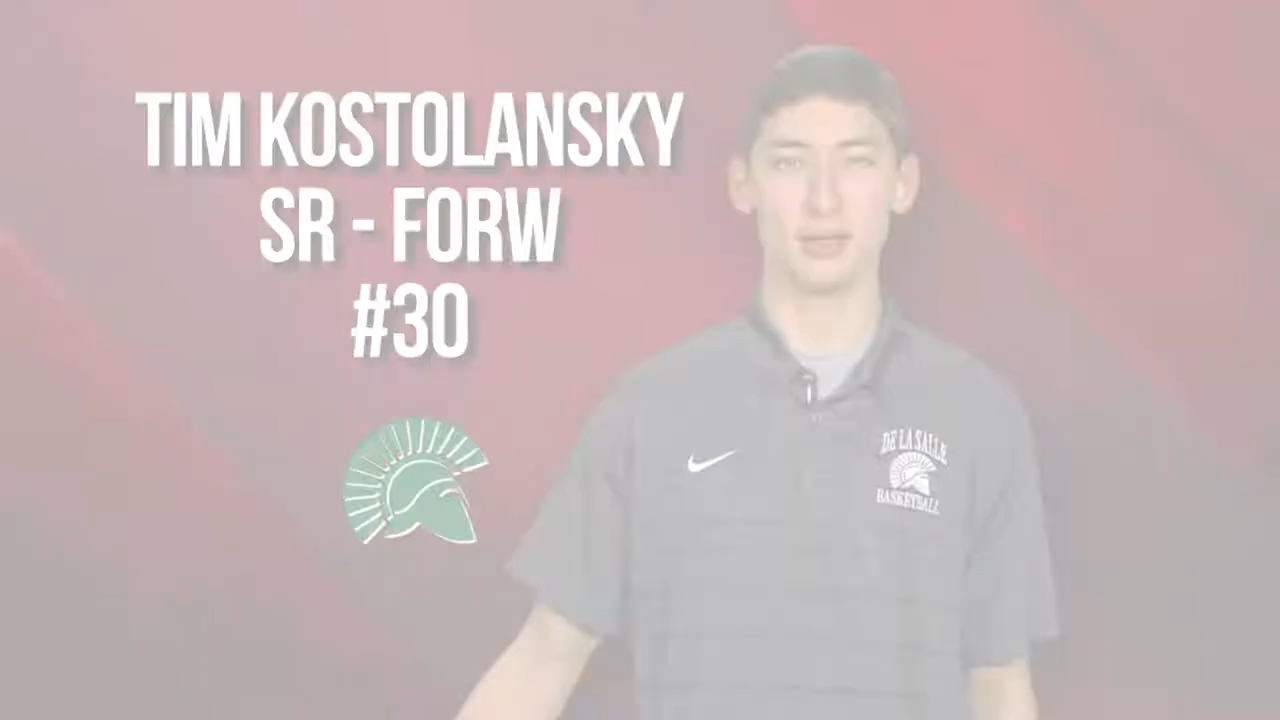 TIM KOSTOLANSKY
SR - FORW
#30
DE LA SALLE
BASKETBALL